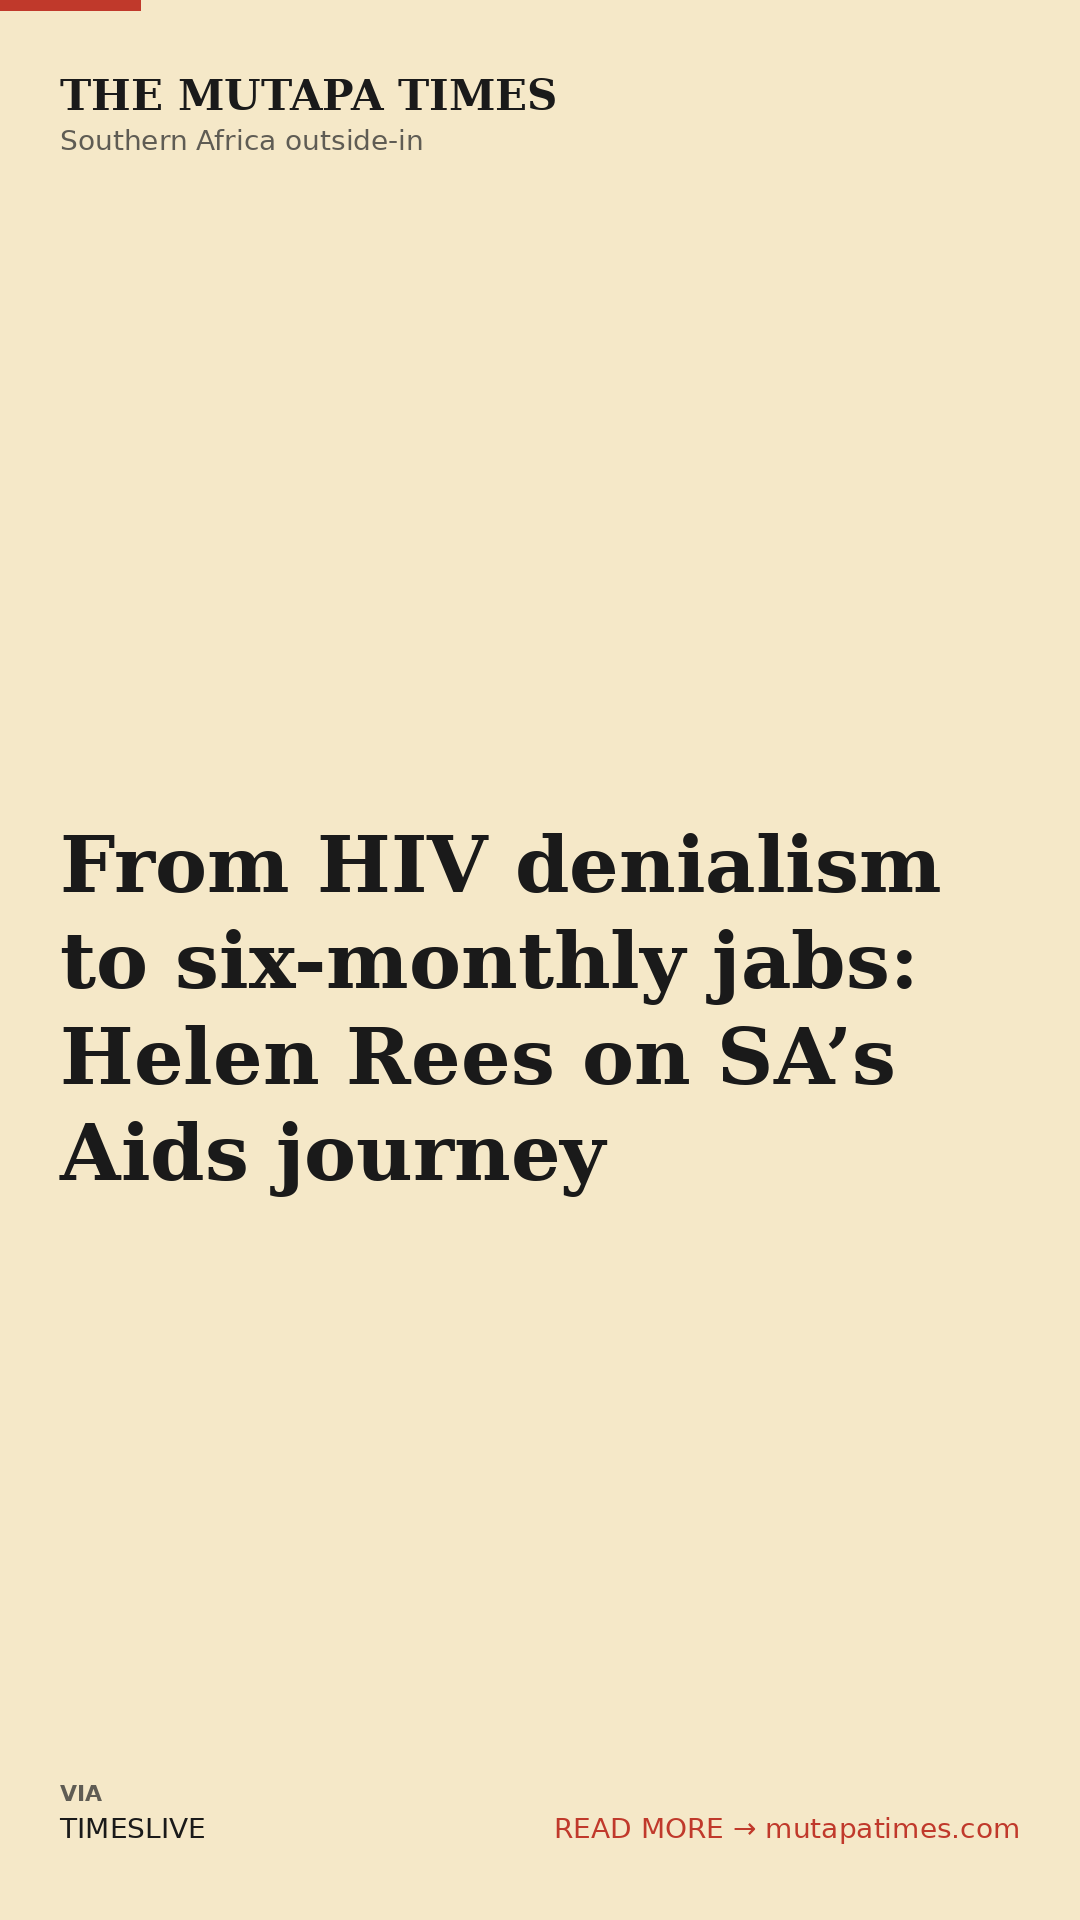 THE MUTAPA TIMES
Southern Africa outside-in
From HIV denialism
to six-monthly jabs:
Helen Rees on SA’s
Aids journey
VIA
TIMESLIVE
READ MORE → mutapatimes.com